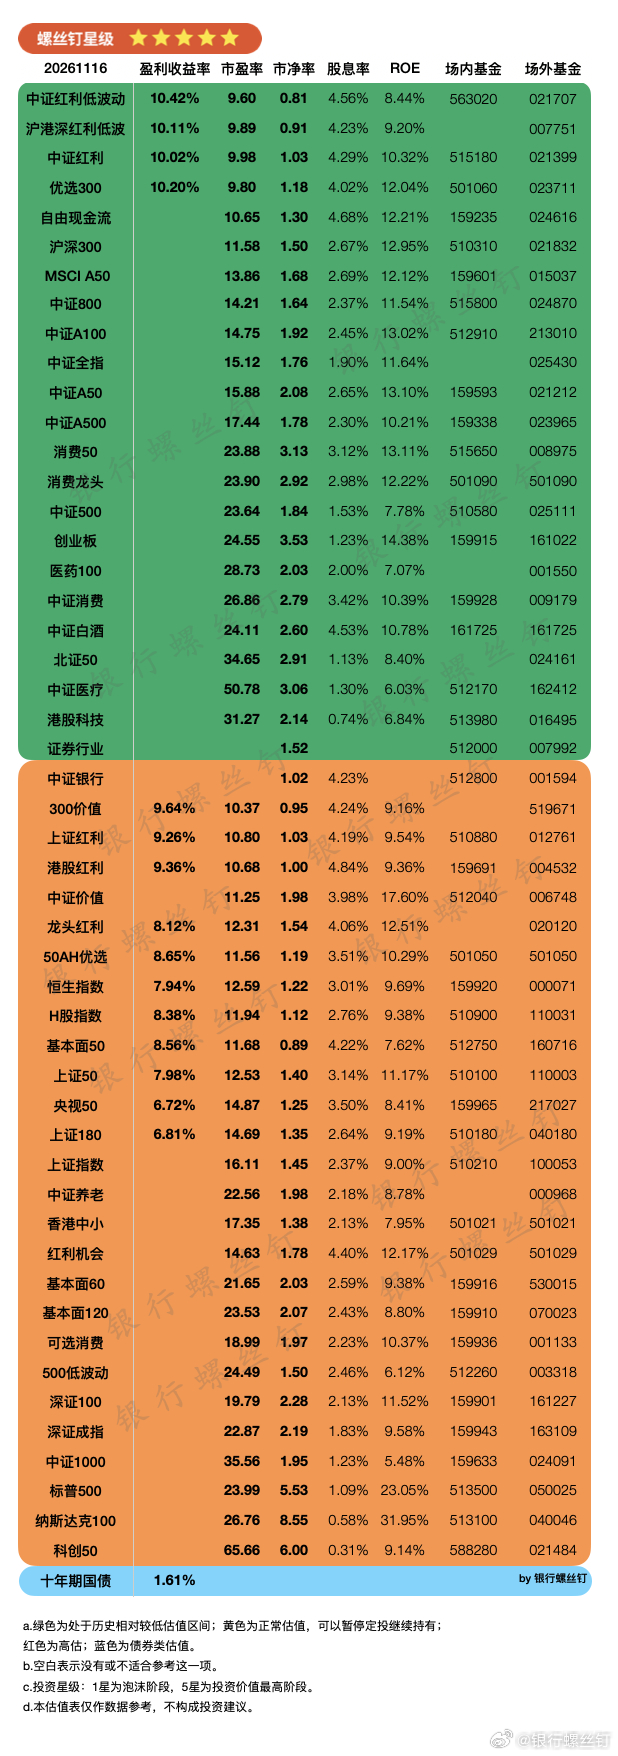 螺丝钉星级 ⭐⭐⭐⭐⭐
20261116 盈利收益率 市盈率 市净率 股息率 ROE 场内基金 场外基金
中证红利低波动 10.42% 9.60 0.81 4.56% 8.44% 563020 021707
沪港深红利低波 10.11% 9.89 0.91 4.23% 9.20% 007751
中证红利 10.02% 9.98 1.03 4.29% 10.32% 515180 021399
优选300 10.20% 9.80 1.18 4.02% 12.04% 501060 023711
自由现金流 10.65 1.30 4.68% 12.21% 159235 024616
沪深300 11.58 1.50 2.67% 12.95% 510310 021832
MSCI A50 13.86 1.68 2.69% 12.12% 159601 015037
中证800 14.21 1.64 2.37% 11.54% 515800 024870
中证A100 14.75 1.92 2.45% 13.02% 512910 213010
中证全指 15.12 1.76 1.90% 11.64% 025430
中证A50 15.88 2.08 2.65% 13.10% 159593 021212
中证A500 17.44 1.78 2.30% 10.21% 159338 023965
消费50 23.88 3.13 3.12% 13.11% 515650 008975
消费龙头 23.90 2.92 2.98% 12.22% 501090 501090
中证500 23.64 1.84 1.53% 7.78% 510580 025111
创业板 24.55 3.53 1.23% 14.38% 159915 161022
医药100 28.73 2.03 2.00% 7.07% 001550
中证消费 26.86 2.79 3.42% 10.39% 159928 009179
中证白酒 24.11 2.60 4.53% 10.78% 161725 161725
北证50 34.65 2.91 1.13% 8.40% 024161
中证医疗 50.78 3.06 1.30% 6.03% 512170 162412
港股科技 31.27 2.14 0.74% 6.84% 513980 016495
证券行业 1.52 512000 007992
中证银行 1.02 4.23% 512800 001594
300价值 9.64% 10.37 0.95 4.24% 9.16% 519671
上证红利 9.26% 10.80 1.03 4.19% 9.54% 510880 012761
港股红利 9.36% 10.68 1.00 4.84% 9.36% 159691 004532
中证价值 11.25 1.98 3.98% 17.60% 512040 006748
龙头红利 8.12% 12.31 1.54 4.06% 12.51% 020120
50AH优选 8.65% 11.56 1.19 3.51% 10.29% 501050 501050
恒生指数 7.94% 12.59 1.22 3.01% 9.69% 159920 000071
H股指数 8.38% 11.94 1.12 2.76% 9.38% 510900 110031
基本面50 8.56% 11.68 0.89 4.22% 7.62% 512750 160716
上证50 7.98% 12.53 1.40 3.14% 11.17% 510100 110003
央视50 6.72% 14.87 1.25 3.50% 8.41% 159965 217027
上证180 6.81% 14.69 1.35 2.64% 9.19% 510180 040180
上证指数 16.11 1.45 2.37% 9.00% 510210 100053
中证养老 22.56 1.98 2.18% 8.78% 000968
香港中小 17.35 1.38 2.13% 7.95% 501021 501021
红利机会 14.63 1.78 4.40% 12.17% 501029 501029
基本面60 21.65 2.03 2.59% 9.38% 159916 530015
基本面120 23.53 2.07 2.43% 8.80% 159910 070023
可选消费 18.99 1.97 2.23% 10.37% 159936 001133
500低波动 24.49 1.50 2.46% 6.12% 512260 003318
深证100 19.79 2.28 2.13% 11.52% 159901 161227
深证成指 22.87 2.19 1.83% 9.58% 159943 163109
中证1000 35.56 1.95 1.23% 5.48% 159633 024091
标普500 23.99 5.53 1.09% 23.05% 513500 050025
纳斯达克100 26.76 8.55 0.58% 31.95% 513100 040046
科创50 65.66 6.00 0.31% 9.14% 588280 021484
十年期国债 1.61% by 银行螺丝钉
a.绿色为处于历史相对较低估值区间；黄色为正常估值，可以暂停定投继续持有；
红色为高估；蓝色为债券类估值。
b.空白表示没有或不适合参考这一项。
c.投资星级：1星为泡沫阶段，5星为投资价值最高阶段。
d.本估值表仅作数据参考，不构成投资建议。
@银行螺丝钉